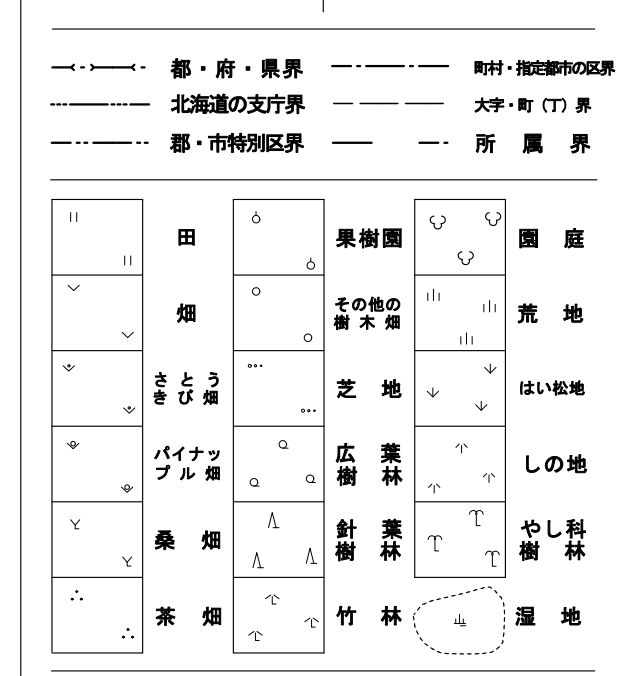 都・府・県界
町村・指定都市の区界
北海道の支庁界
大字・町（丁）界
郡・市特別区界
所属界
田
果樹園
園庭
畑
その他の
樹木畑
荒地
さとう
きび畑
芝地
はい松地
パイナッ
プル畑
広葉
樹林
しの地
桑畑
針葉
樹林
やし科
樹林
茶畑
竹林
湿地